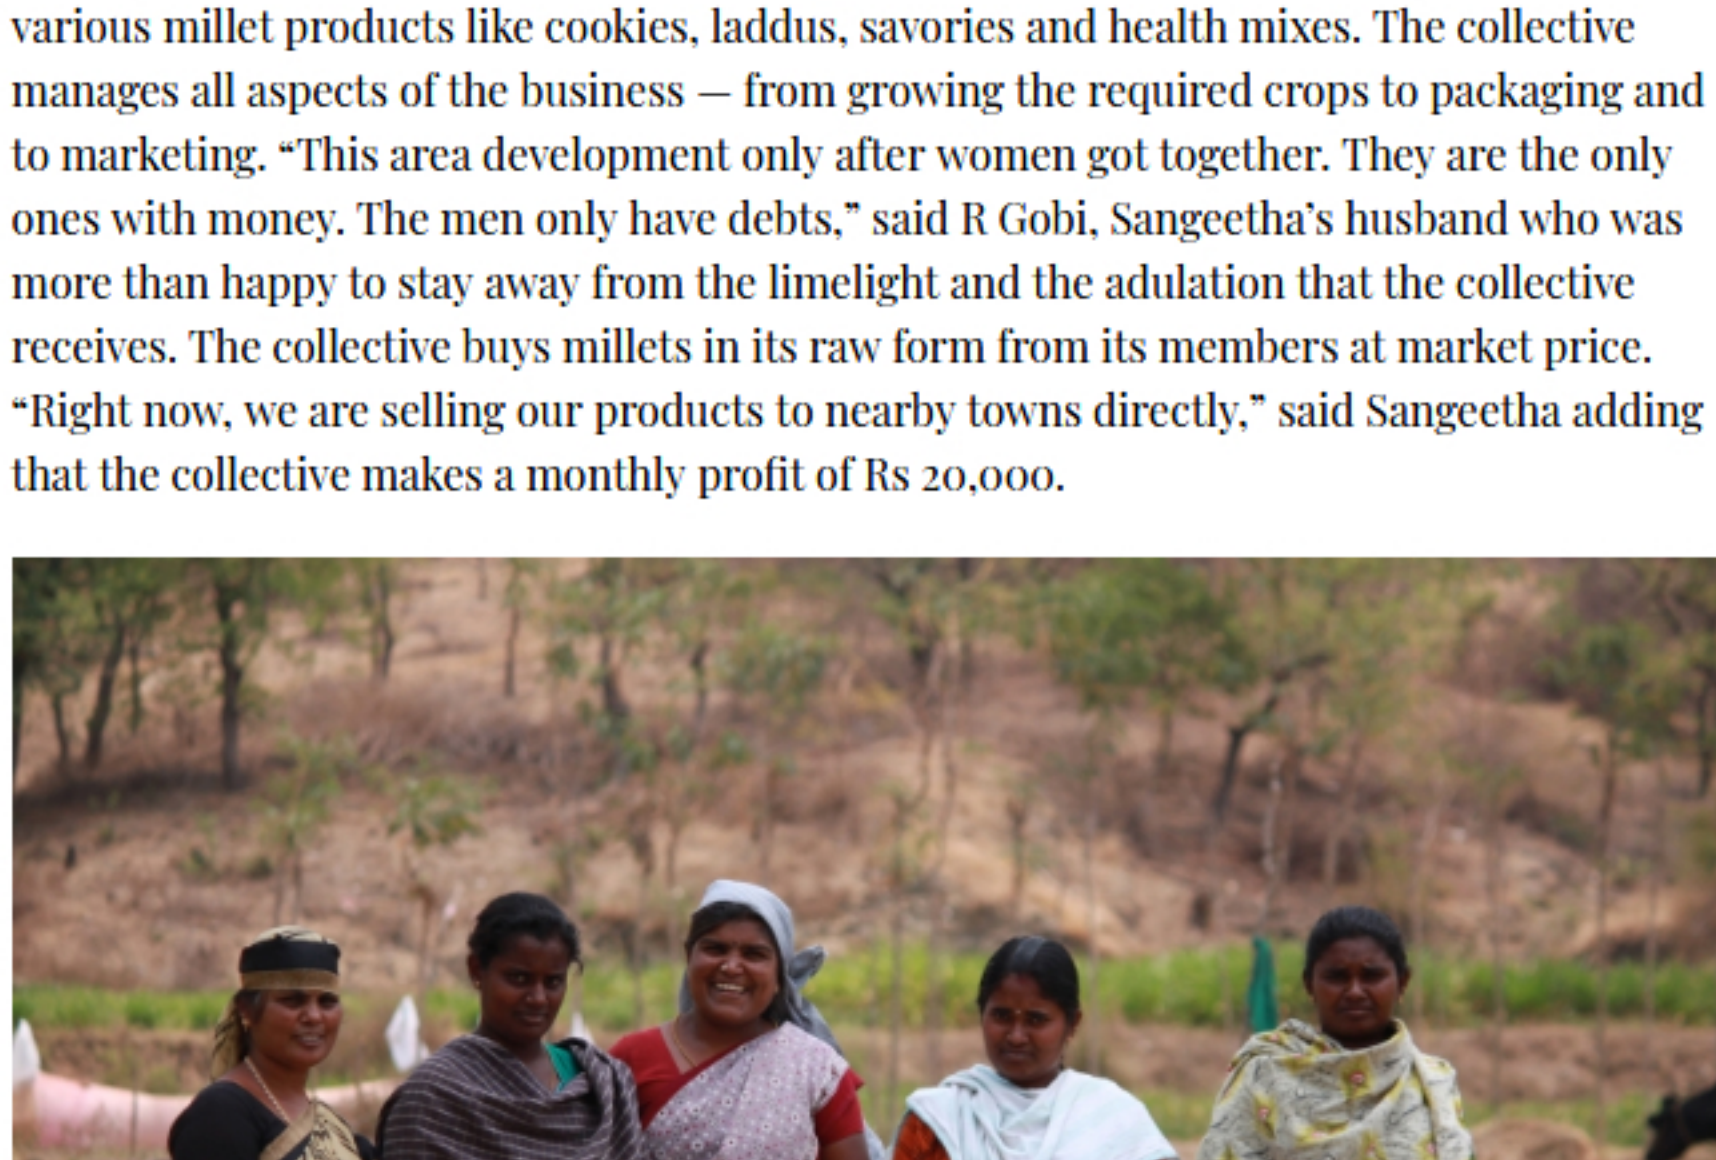 various millet products like cookies, laddus, savories and health mixes. The collective
manages all aspects of the business — from growing the required crops to packaging and
to marketing. “This area development only after women got together. They are the only
ones with money. The men only have debts,” said R Gobi, Sangeetha’s husband who was
more than happy to stay away from the limelight and the adulation that the collective
receives. The collective buys millets in its raw form from its members at market price.
“Right now, we are selling our products to nearby towns directly,” said Sangeetha adding
that the collective makes a monthly profit of Rs 20,000.